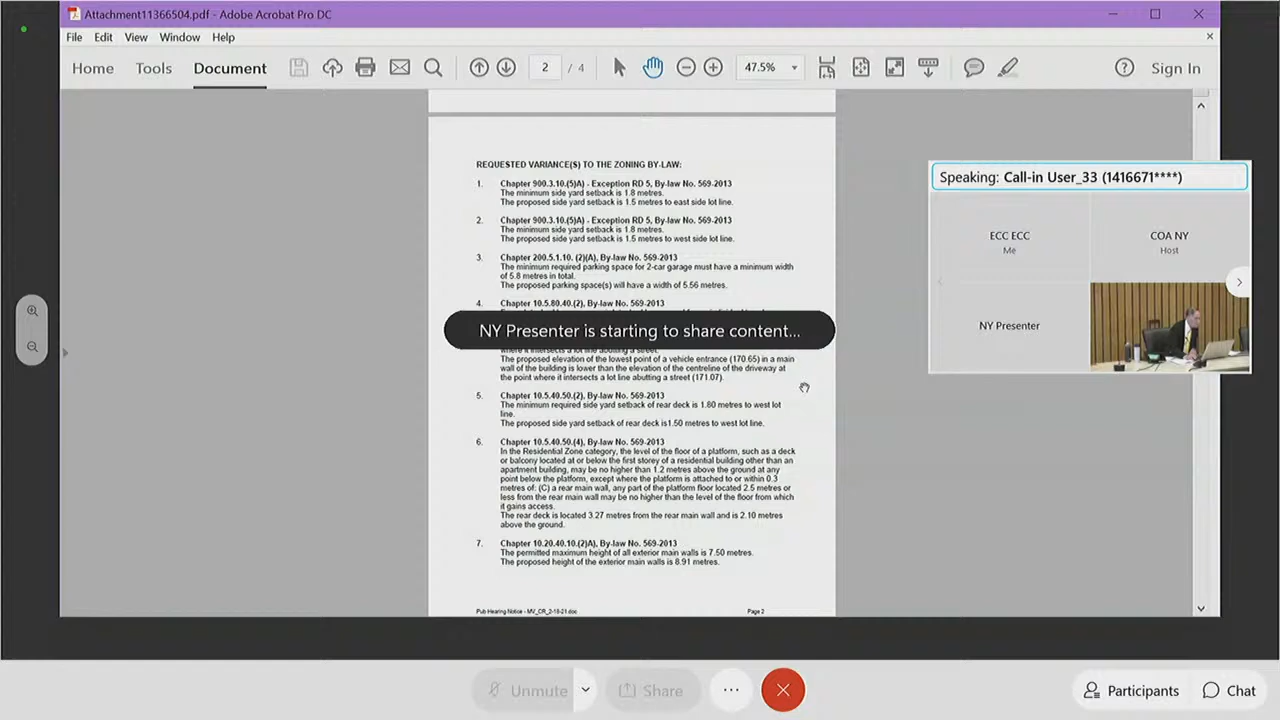 Attachment11366504.pdf - Adobe Acrobat Pro DC
File Edit View Window Help
Home Tools Document 2 / 4 47.5% Sign In
REQUESTED VARIANCE(S) TO THE ZONING BY-LAW:
1. Chapter 900.3.10.(5)A) - Exception RD 5, By-law No. 569-2013
The minimum side yard setback is 1.8 metres.
The proposed side yard setback is 1.5 metres to east side lot line.
2. Chapter 900.3.10.(5)A) - Exception RD 5, By-law No. 569-2013
The minimum side yard setback is 1.8 metres.
The proposed side yard setback is 1.5 metres to west side lot line.
3. Chapter 200.5.1.10. (2)(A), By-law No. 569-2013
The minimum required parking space for 2-car garage must have a minimum width
of 5.8 metres in total.
The proposed parking space(s) will have a width of 5.56 metres.
4. Chapter 10.5.80.40.(2), By-law No. 569-2013
NY Presenter is starting to share content...
where it intersects a lot line abutting a street.
The proposed elevation of the lowest point of a vehicle entrance (170.65) in a main
wall of the building is lower than the elevation of the centreline of the driveway at
the point where it intersects a lot line abutting a street (171.07).
5. Chapter 10.5.40.50.(2), By-law No. 569-2013
The minimum required side yard setback of rear deck is 1.80 metres to west lot
line.
The proposed side yard setback of rear deck is1.50 metres to west lot line.
6. Chapter 10.5.40.50.(4), By-law No. 569-2013
In the Residential Zone category, the level of the floor of a platform, such as a deck
or balcony located at or below the first storey of a residential building other than an
apartment building, may be no higher than 1.2 metres above the ground at any
point below the platform, except where the platform is attached to or within 0.3
metres of: (C) a rear main wall, any part of the platform floor located 2.5 metres or
less from the rear main wall may be no higher than the level of the floor from which
it gains access.
The rear deck is located 3.27 metres from the rear main wall and is 2.10 metres
above the ground.
7. Chapter 10.20.40.10.(2)(A), By-law No. 569-2013
The permitted maximum height of all exterior main walls is 7.50 metres.
The proposed height of the exterior main walls is 8.91 metres.
Pub Hearing Notice - MV_CR_2-18-21.doc Page 2
Speaking: Call-in User_33 (1416671****)
ECC ECC
Me
COA NY
Host
NY Presenter
Unmute Share ... Participants Chat